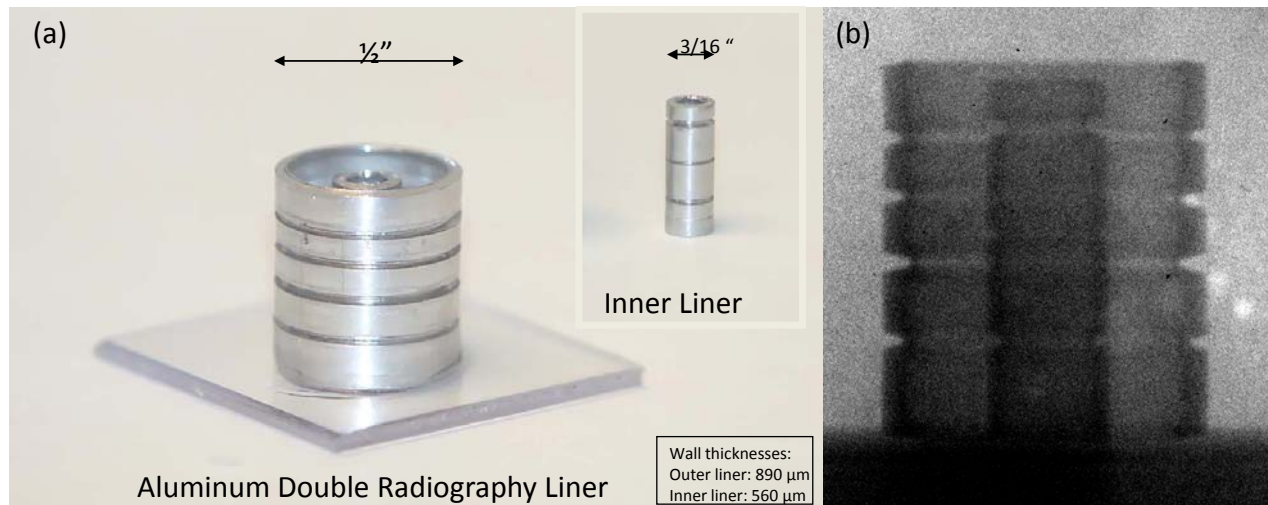 (a)
½”
3/16 “
(b)
Inner Liner
Wall thicknesses:
Outer liner: 890 µm
Inner liner: 560 µm
Aluminum Double Radiography Liner